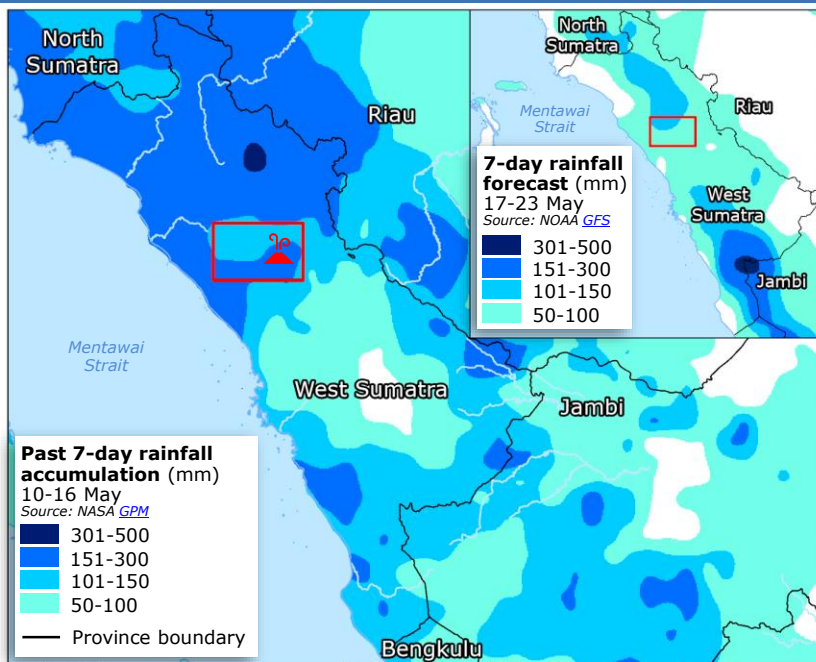 North
Sumatra
Riau
Mentawai
Strait
West Sumatra
Jambi
Bengkulu
Past 7-day rainfall
accumulation (mm)
10-16 May
Source: NASA GPM
301-500
151-300
101-150
50-100
Province boundary
North
Sumatra
Mentawai
Strait
Riau
West
Sumatra
Jambi
7-day rainfall
forecast (mm)
17-23 May
Source: NOAA GFS
301-500
151-300
101-150
50-100